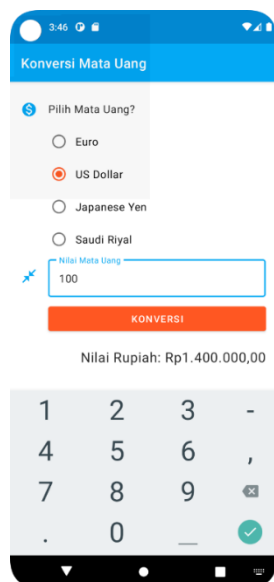 3:46
Konversi Mata Uang
Pilih Mata Uang?
Euro
US Dollar
Japanese Yen
Saudi Riyal
Nilai Mata Uang
100
KONVERSI
Nilai Rupiah: Rp1.400.000,00
1 2 3 -
4 5 6 ,
7 8 9
. 0 _